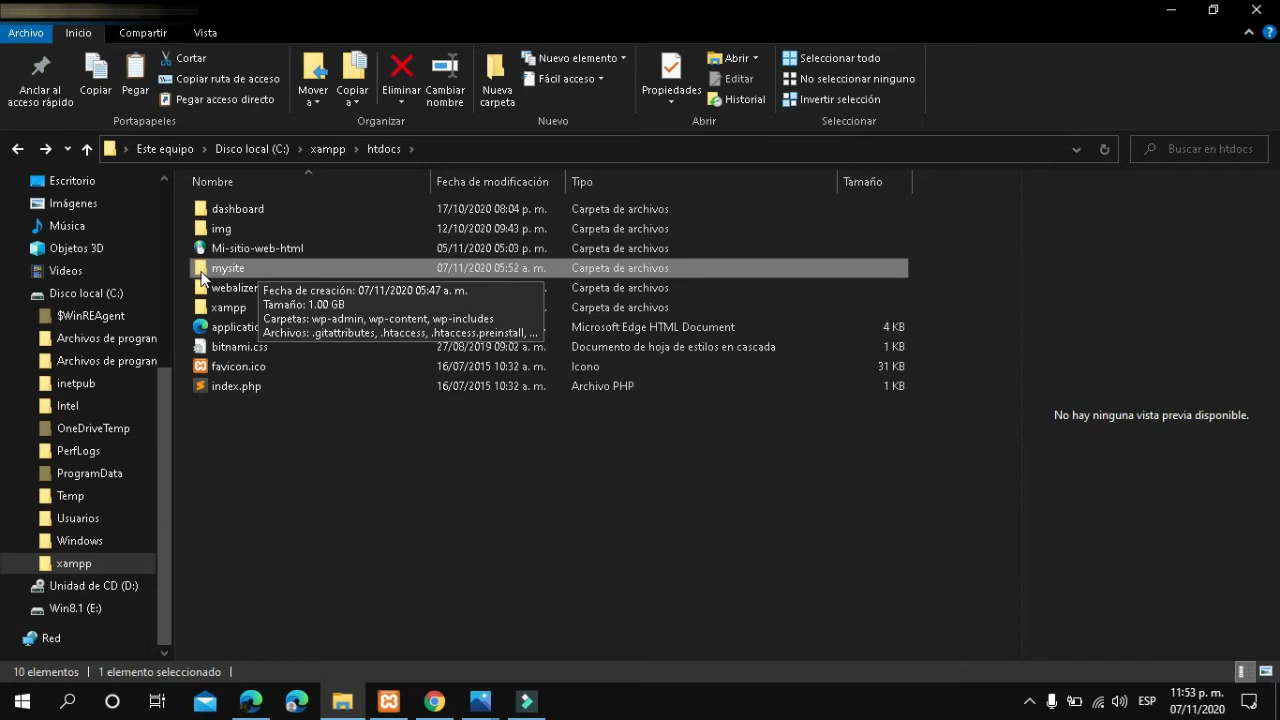 Archivo Inicio Compartir Vista
Anclar al acceso rápido
Copiar
Pegar
Cortar
Copiar ruta de acceso
Pegar acceso directo
Portapapeles
Mover a
Copiar a
Eliminar
Cambiar nombre
Organizar
Nueva carpeta
Nuevo elemento
Fácil acceso
Nuevo
Propiedades
Abrir
Editar
Historial
Abrir
Seleccionar todo
No seleccionar ninguno
Invertir selección
Seleccionar
Este equipo > Disco local (C:) > xampp > htdocs >
Buscar en htdocs
Escritorio
Imágenes
Música
Objetos 3D
Videos
Disco local (C:)
$WinREAgent
Archivos de progran
Archivos de progran
inetpub
Intel
OneDriveTemp
PerfLogs
ProgramData
Temp
Usuarios
Windows
xampp
Unidad de CD (D:)
Win8.1 (E:)
Red
Nombre Fecha de modificación Tipo Tamaño
dashboard 17/10/2020 08:04 p. m. Carpeta de archivos
img 12/10/2020 09:43 p. m. Carpeta de archivos
Mi-sitio-web-html 05/11/2020 05:03 p. m. Carpeta de archivos
mysite 07/11/2020 05:52 a. m. Carpeta de archivos
webalizer Carpeta de archivos
xampp Carpeta de archivos
applicatio Microsoft Edge HTML Document 4 KB
bitnami.css 27/08/2019 09:02 a. m. Documento de hoja de estilos en cascada 1 KB
favicon.ico 16/07/2015 10:32 a. m. Icono 31 KB
index.php 16/07/2015 10:32 a. m. Archivo PHP 1 KB
Fecha de creación: 07/11/2020 05:47 a. m.
Tamaño: 1.00 GB
Carpetas: wp-admin, wp-content, wp-includes
Archivos: .gitattributes, .htaccess, .htaccess.preinstall, ...
No hay ninguna vista previa disponible.
10 elementos 1 elemento seleccionado
ESP
11:53 p. m.
07/11/2020